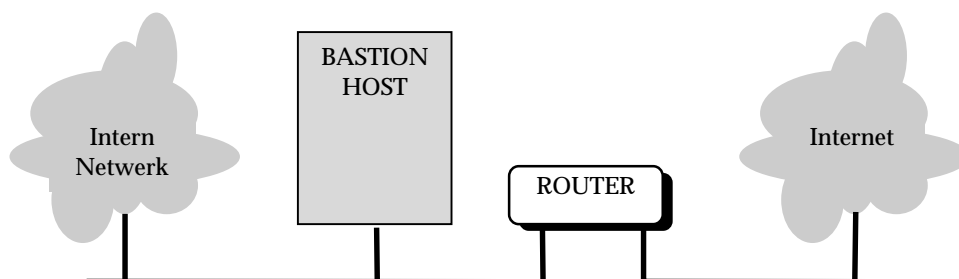 BASTION
HOST
Intern
Netwerk
ROUTER
Internet